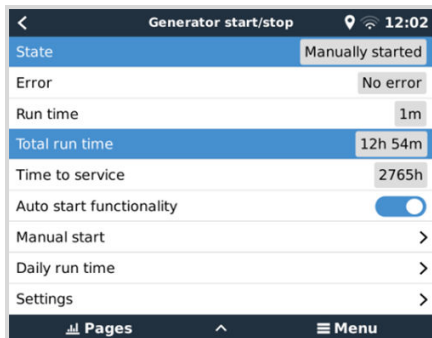 Generator start/stop 12:02
State Manually started
Error No error
Run time 1m
Total run time 12h 54m
Time to service 2765h
Auto start functionality
Manual start
Daily run time
Settings
Pages Menu